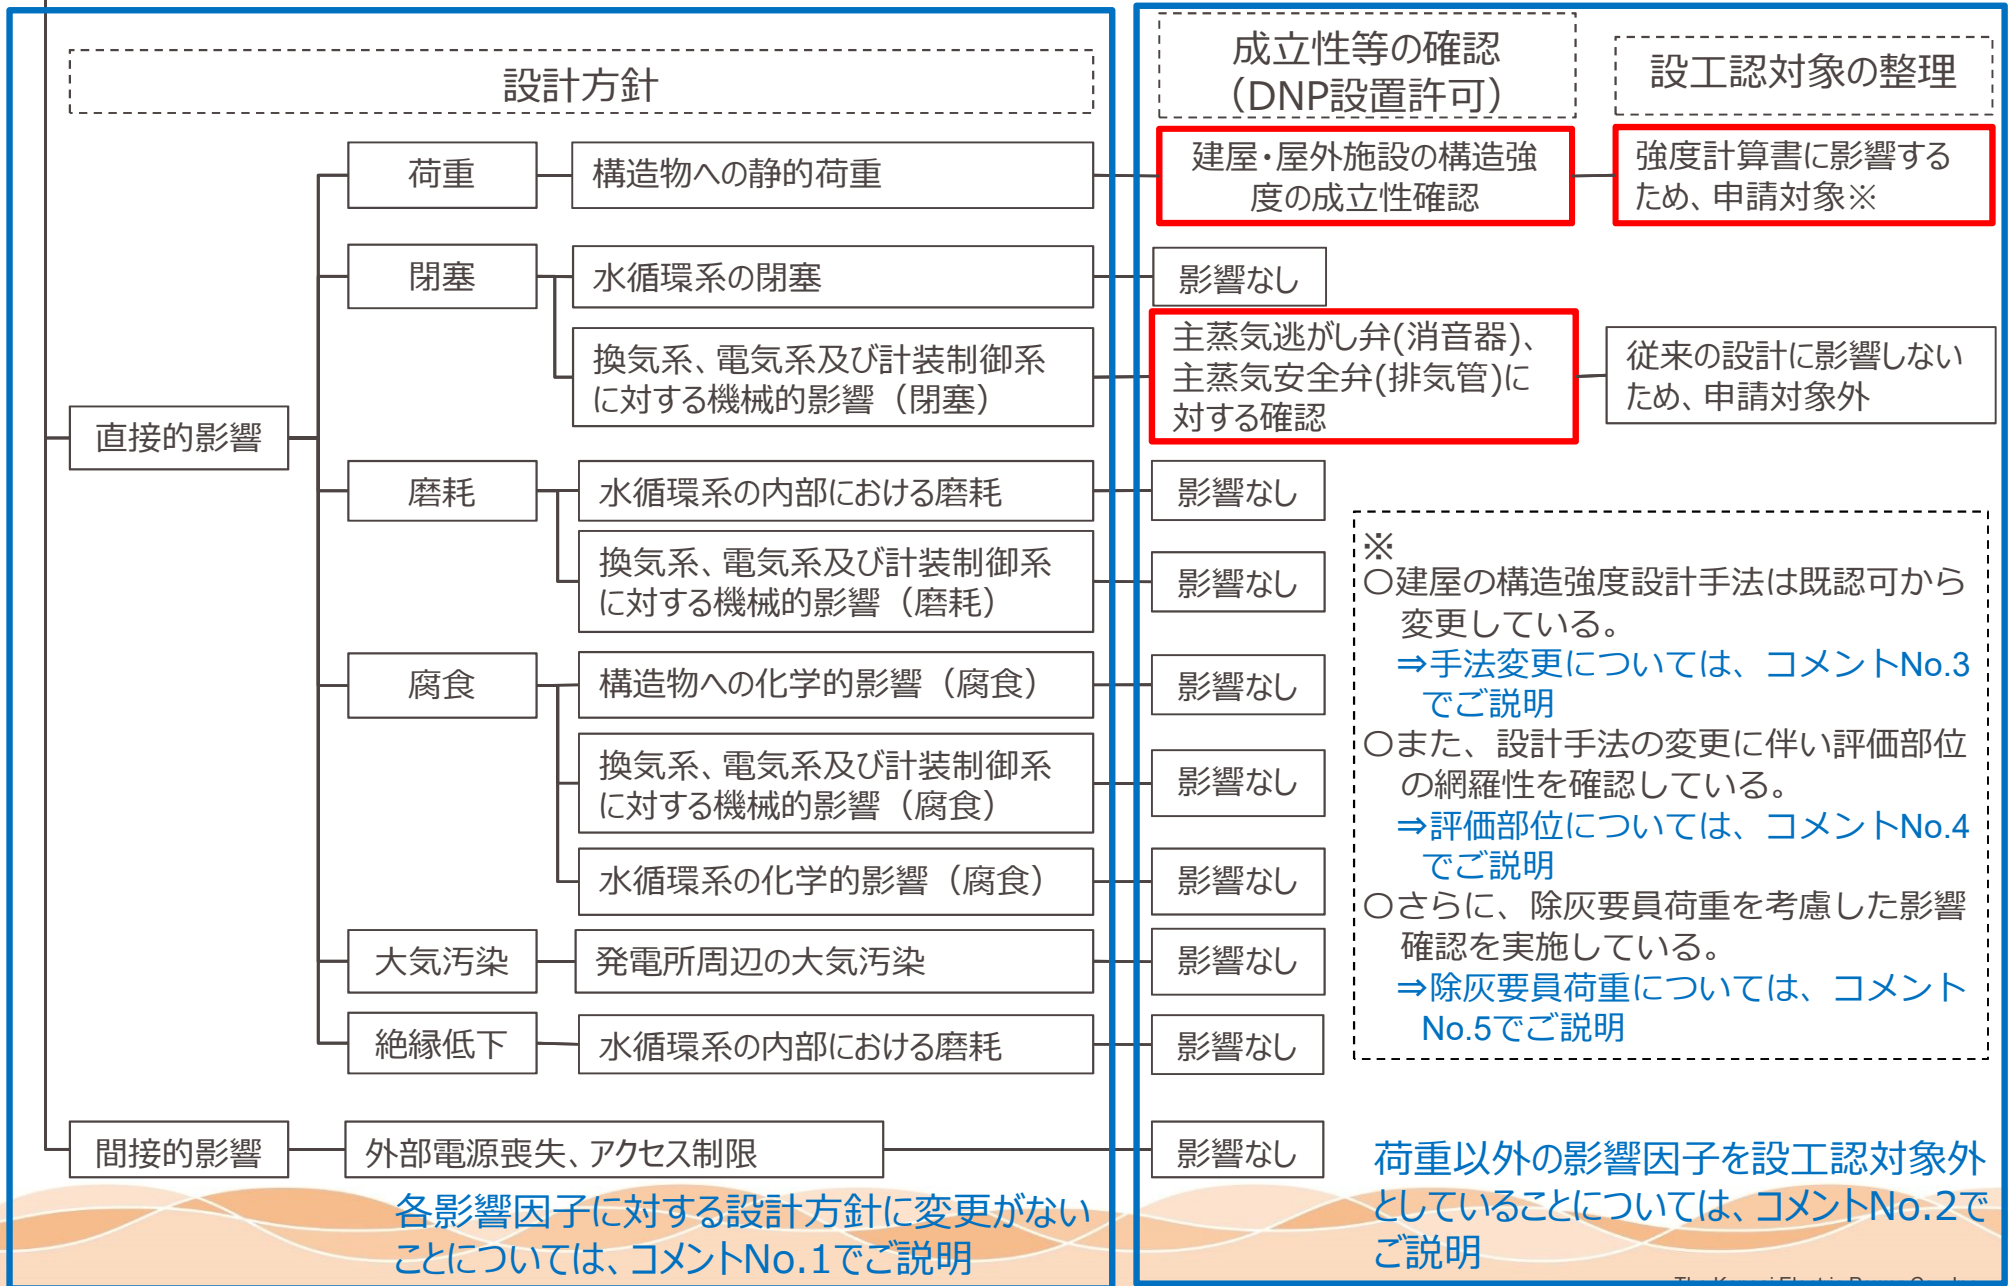 設計方針
成立性等の確認
（DNP設置許可）
設工認対象の整理
直接的影響
荷重
構造物への静的荷重
建屋・屋外施設の構造強
度の成立性確認
強度計算書に影響する
ため、申請対象※
閉塞
水循環系の閉塞
影響なし
換気系、電気系及び計装制御系
に対する機械的影響（閉塞）
主蒸気逃がし弁(消音器)、
主蒸気安全弁(排気管)に
対する確認
従来の設計に影響しない
ため、申請対象外
磨耗
水循環系の内部における磨耗
影響なし
換気系、電気系及び計装制御系
に対する機械的影響（磨耗）
影響なし
腐食
構造物への化学的影響（腐食）
影響なし
換気系、電気系及び計装制御系
に対する機械的影響（腐食）
影響なし
水循環系の化学的影響（腐食）
影響なし
大気汚染
発電所周辺の大気汚染
影響なし
絶縁低下
水循環系の内部における磨耗
影響なし
※
○建屋の構造強度設計手法は既認可から
変更している。
⇒手法変更については、コメントNo.3
でご説明
○また、設計手法の変更に伴い評価部位
の網羅性を確認している。
⇒評価部位については、コメントNo.4
でご説明
○さらに、除灰要員荷重を考慮した影響
確認を実施している。
⇒除灰要員荷重については、コメント
No.5でご説明
間接的影響
外部電源喪失、アクセス制限
影響なし
各影響因子に対する設計方針に変更がない
ことについては、コメントNo.1でご説明
荷重以外の影響因子を設工認対象外
としていることについては、コメントNo.2で
ご説明